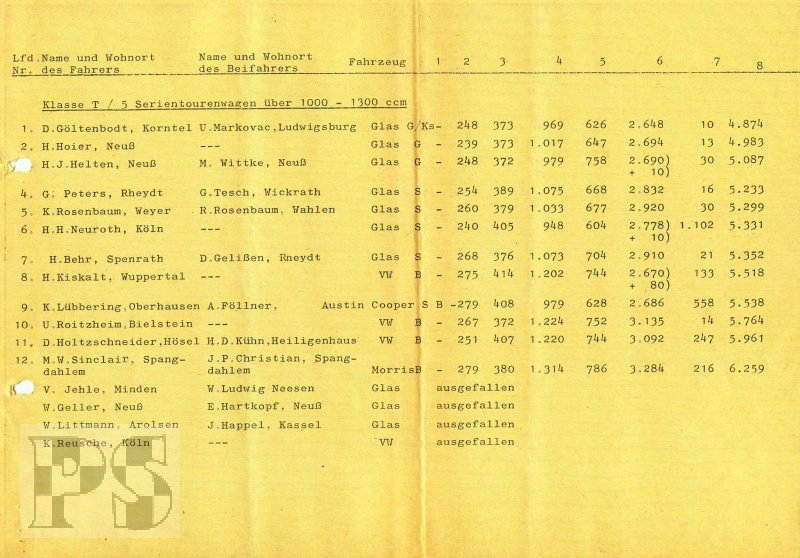 Lfd. Name und Wohnort Name und Wohnort Fahrzeug 1 2 3 4 5 6 7 8
Nr. des Fahrers des Beifahrers
Klasse T / 5 Serientourenwagen über 1000 - 1300 ccm
1. D.Göltenbodt, Korntel U.Markovac,Ludwigsburg Glas G/Ks- 248 373 969 626 2.648 10 4.874
2. H.Hoier, Neuß --- Glas G - 239 373 1.017 647 2.694 13 4.983
H.J.Helten, Neuß M. Wittke, Neuß Glas G - 248 372 979 758 2.690) 30 5.087
+ 10)
4. G. Peters, Rheydt G.Tesch, Wickrath Glas S - 254 389 1.075 668 2.832 16 5.233
5. K.Rosenbaum, Weyer R.Rosenbaum, Wahlen Glas S - 260 379 1.033 677 2.920 30 5.299
6. H.H.Neuroth, Köln --- Glas S - 240 405 948 604 2.778) 1.102 5.331
+ 10)
7. H.Behr, Spenrath D.Gelißen, Rheydt Glas S - 268 376 1.073 704 2.910 21 5.352
8. H.Kiskalt, Wuppertal --- VW B - 275 414 1.202 744 2.670) 133 5.518
+ 80)
9. K.Lübbering,Oberhausen A.Föllner, Austin Cooper S B -279 408 979 628 2.686 558 5.538
10. U.Roitzheim,Bielstein --- VW B - 267 372 1.224 752 3.135 14 5.764
11. D.Holtzschneider,Hösel H.D.Kühn,Heiligenhaus VW B - 251 407 1.220 744 3.092 247 5.961
12. M.W.Sinclair, Spang- J.P.Christian, Spang-
dahlem dahlem Morris B - 279 380 1.314 786 3.284 216 6.259
V. Jehle, Minden W.Ludwig Neesen Glas ausgefallen
W.Geller, Neuß E.Hartkopf, Neuß Glas ausgefallen
W.Littmann, Arolsen J.Happel, Kassel Glas ausgefallen
K.Reusche, Köln --- VW ausgefallen
PS